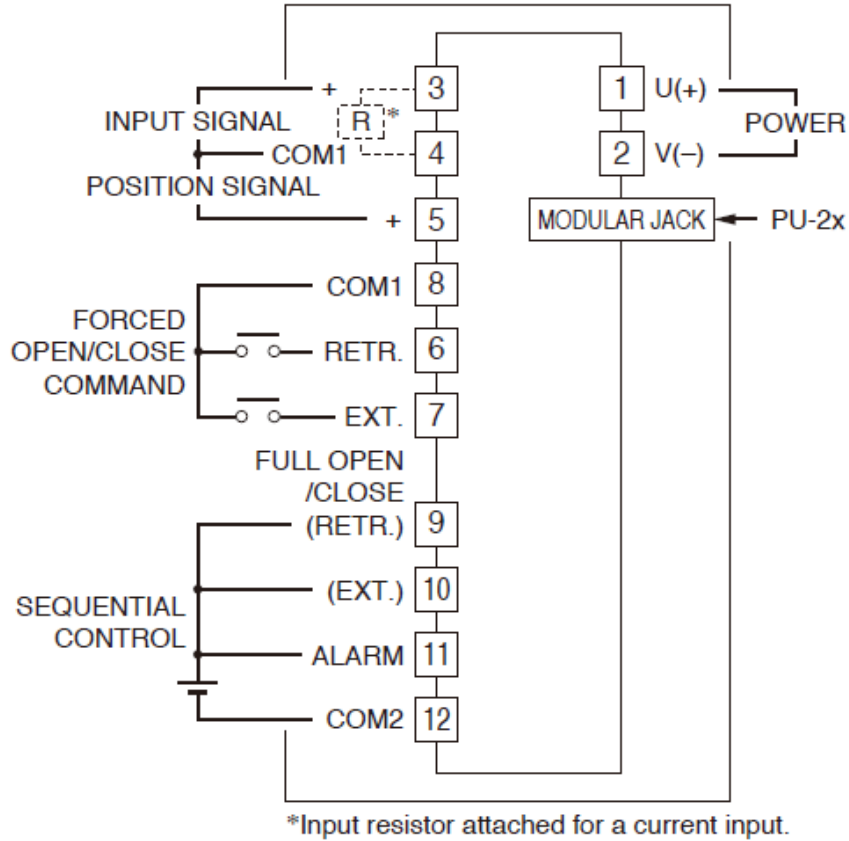 + 3 1 U(+)
INPUT SIGNAL R * POWER
COM1 4 2 V(–)
POSITION SIGNAL
+ 5 MODULAR JACK PU-2x
COM1 8
FORCED
OPEN/CLOSE RETR. 6
COMMAND
EXT. 7
FULL OPEN
/CLOSE
(RETR.) 9
(EXT.) 10
SEQUENTIAL
CONTROL
ALARM 11
COM2 12
*Input resistor attached for a current input.